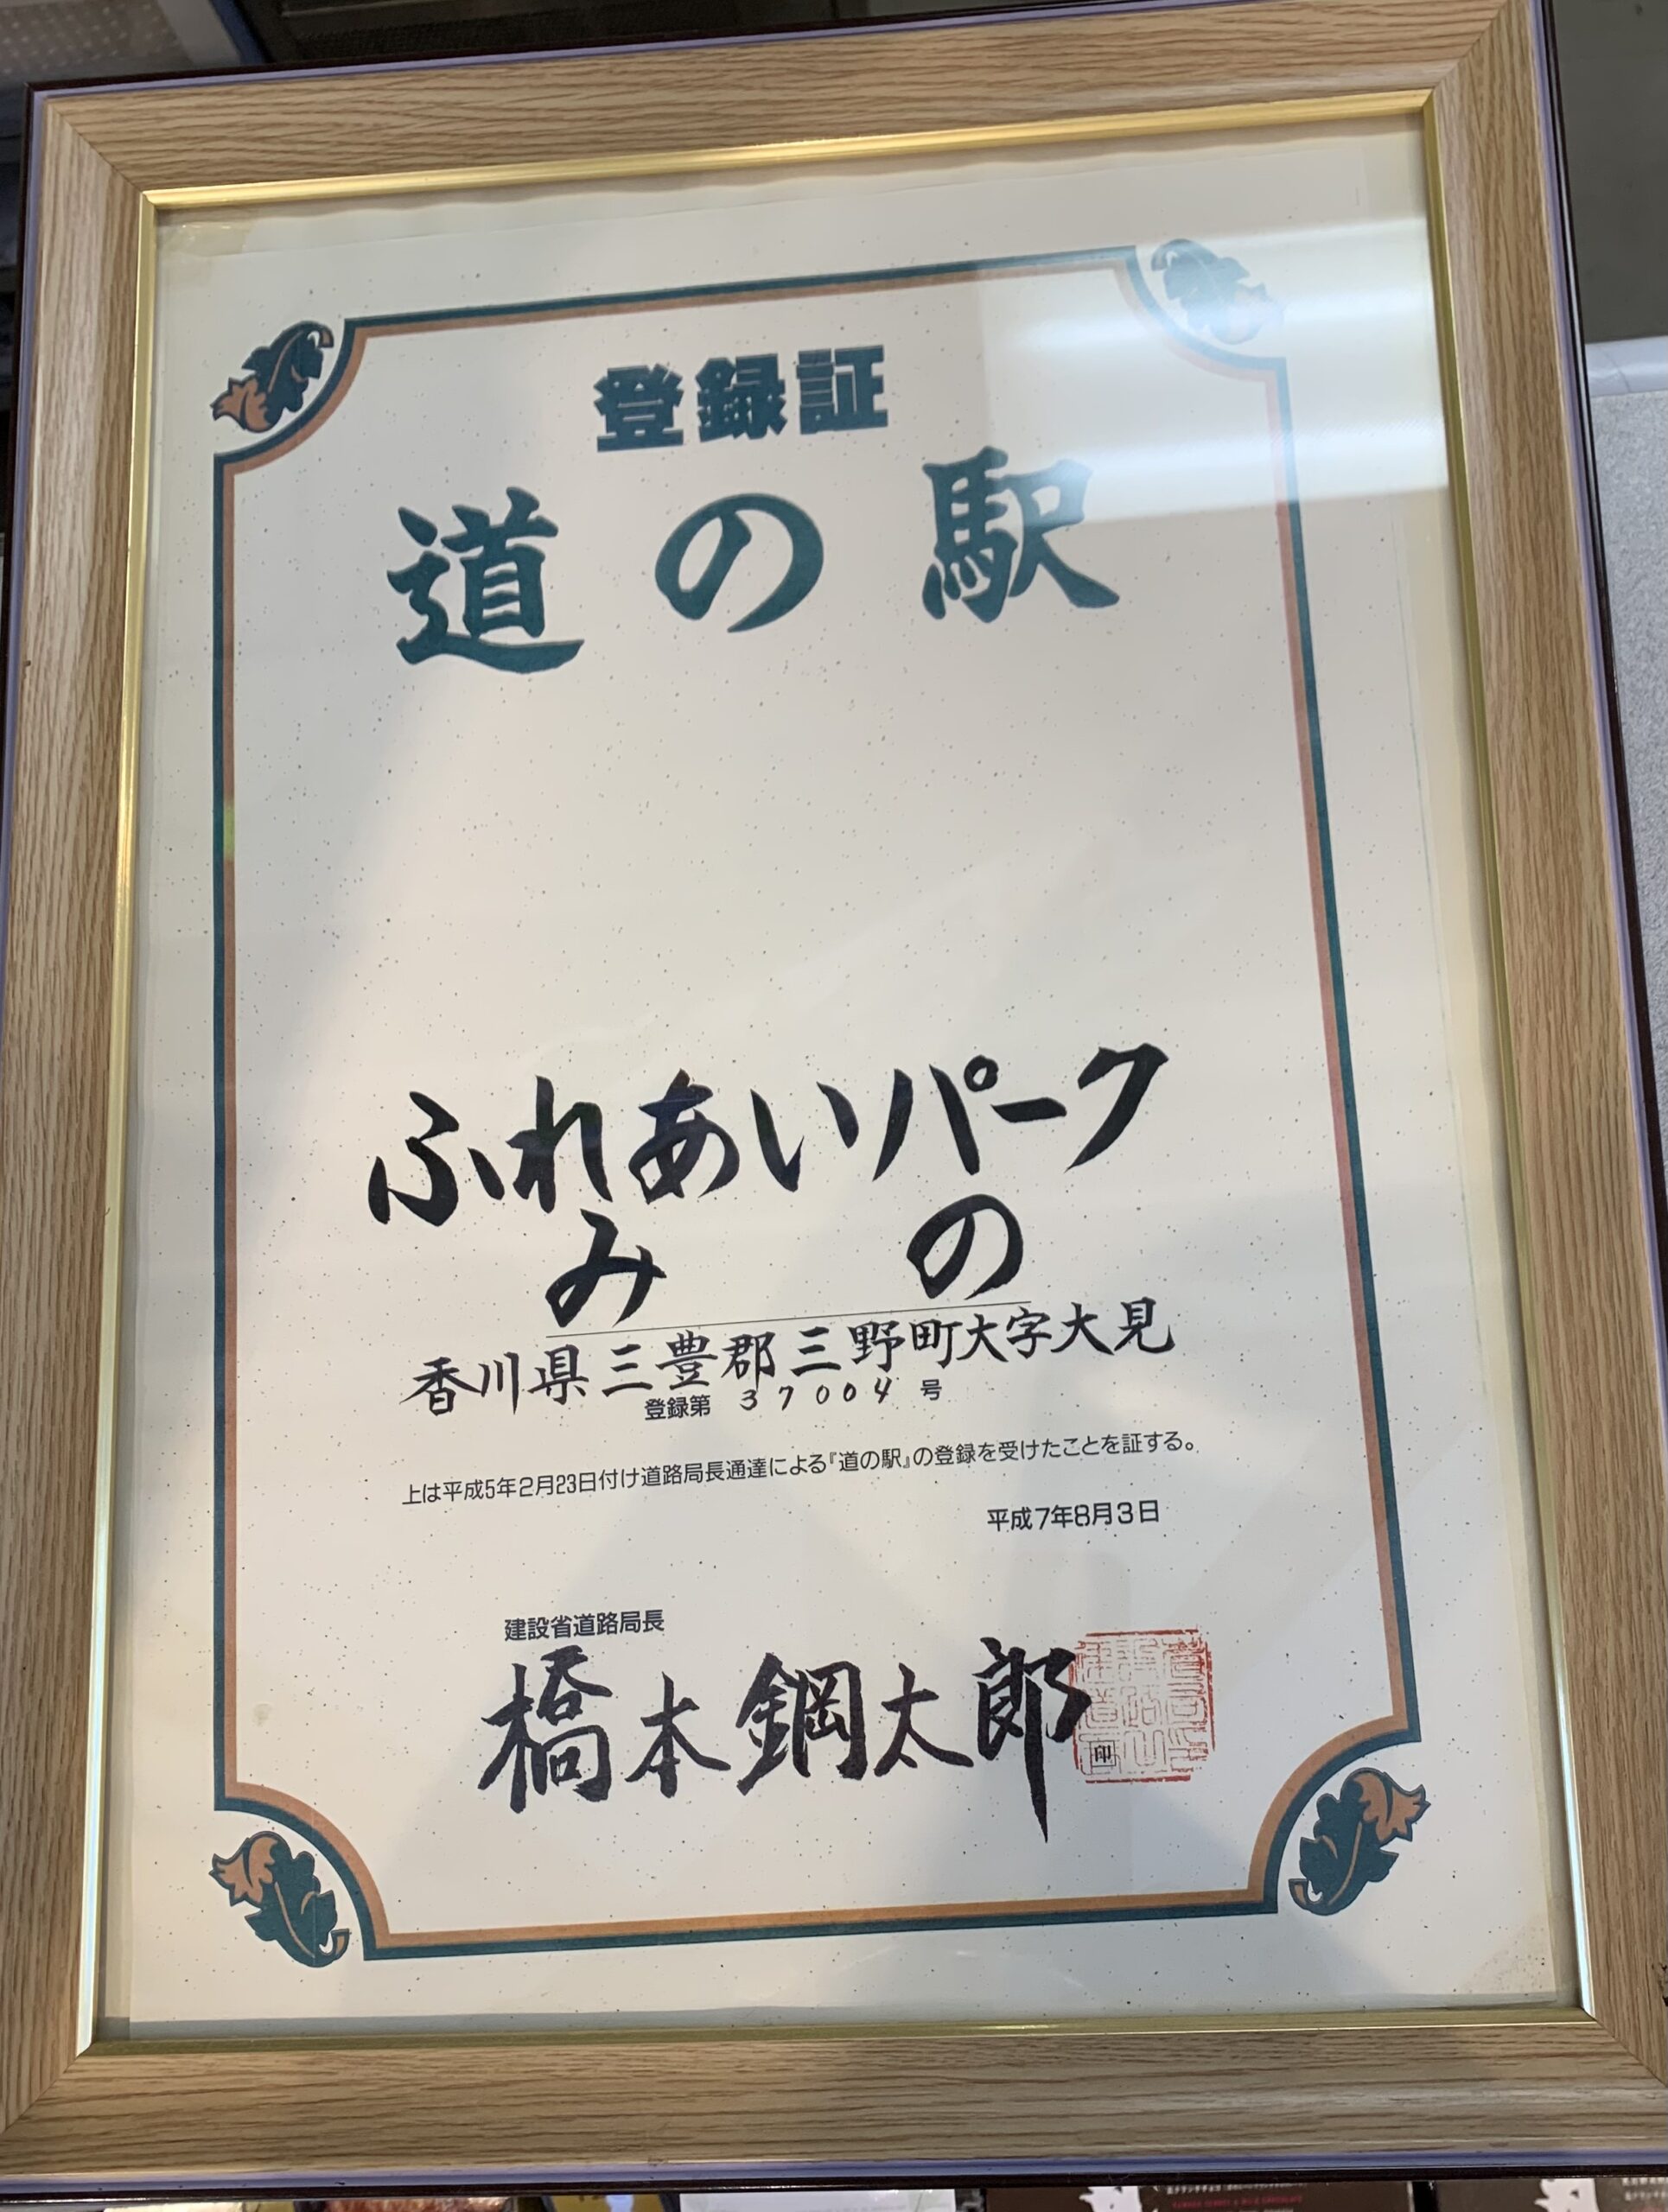 登録証
道の駅
ふれあいパーク
みの
香川県三豊郡三野町大字大見
登録第 37004 号
上は平成5年2月23日付け道路局長通達による『道の駅』の登録を受けたことを証する。
平成7年8月3日
建設省道路局長
橋本鋼太郎
印